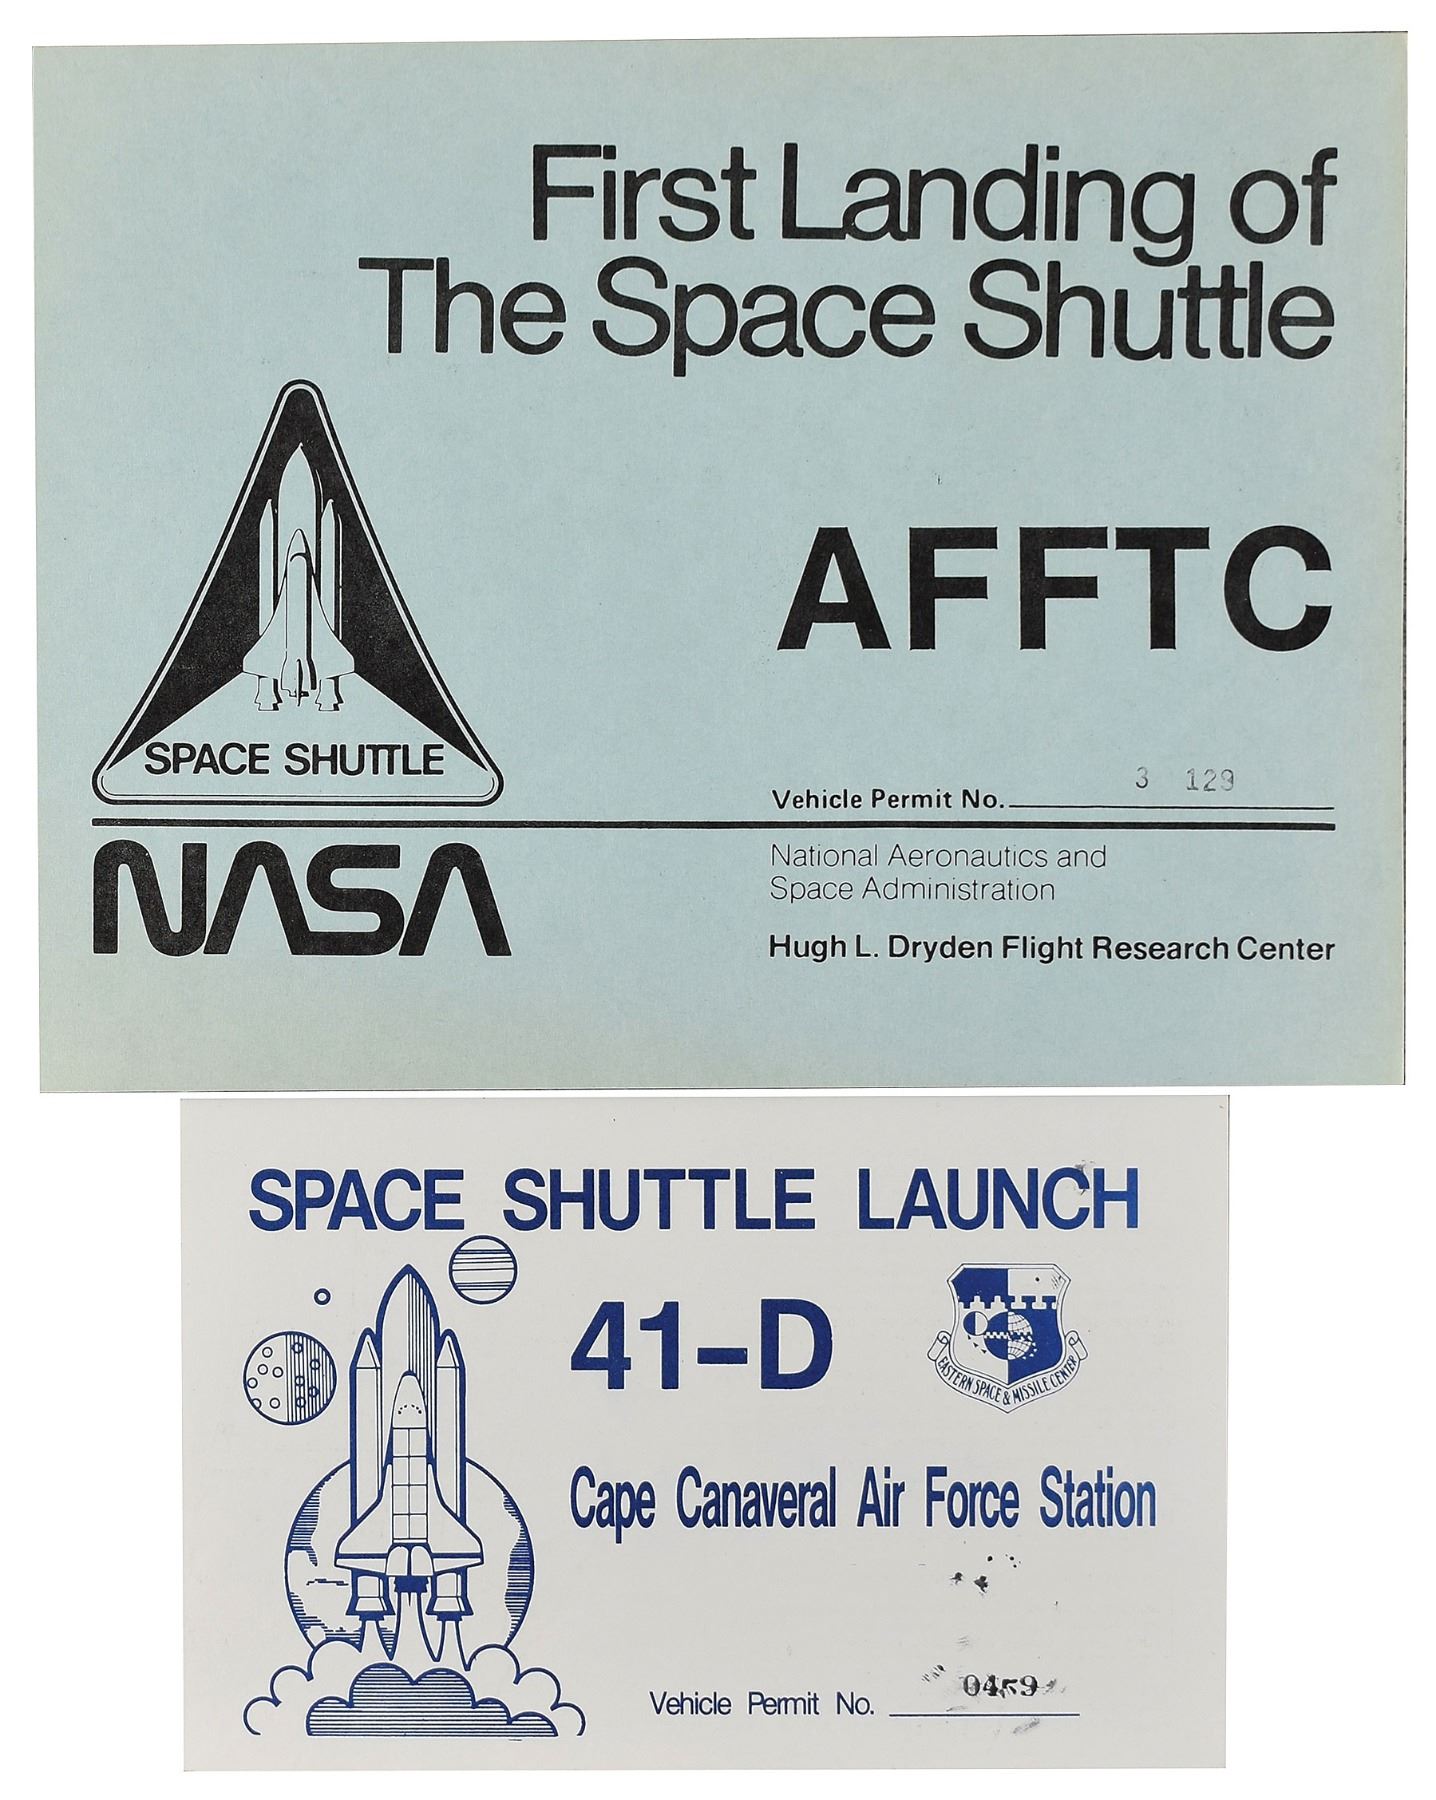 First Landing of
The Space Shuttle
AFFTC
SPACE SHUTTLE
Vehicle Permit No. 3 129
NASA
National Aeronautics and
Space Administration
Hugh L. Dryden Flight Research Center
SPACE SHUTTLE LAUNCH
41-D
EASTERN SPACE & MISSILE CENTER
Cape Canaveral Air Force Station
Vehicle Permit No.